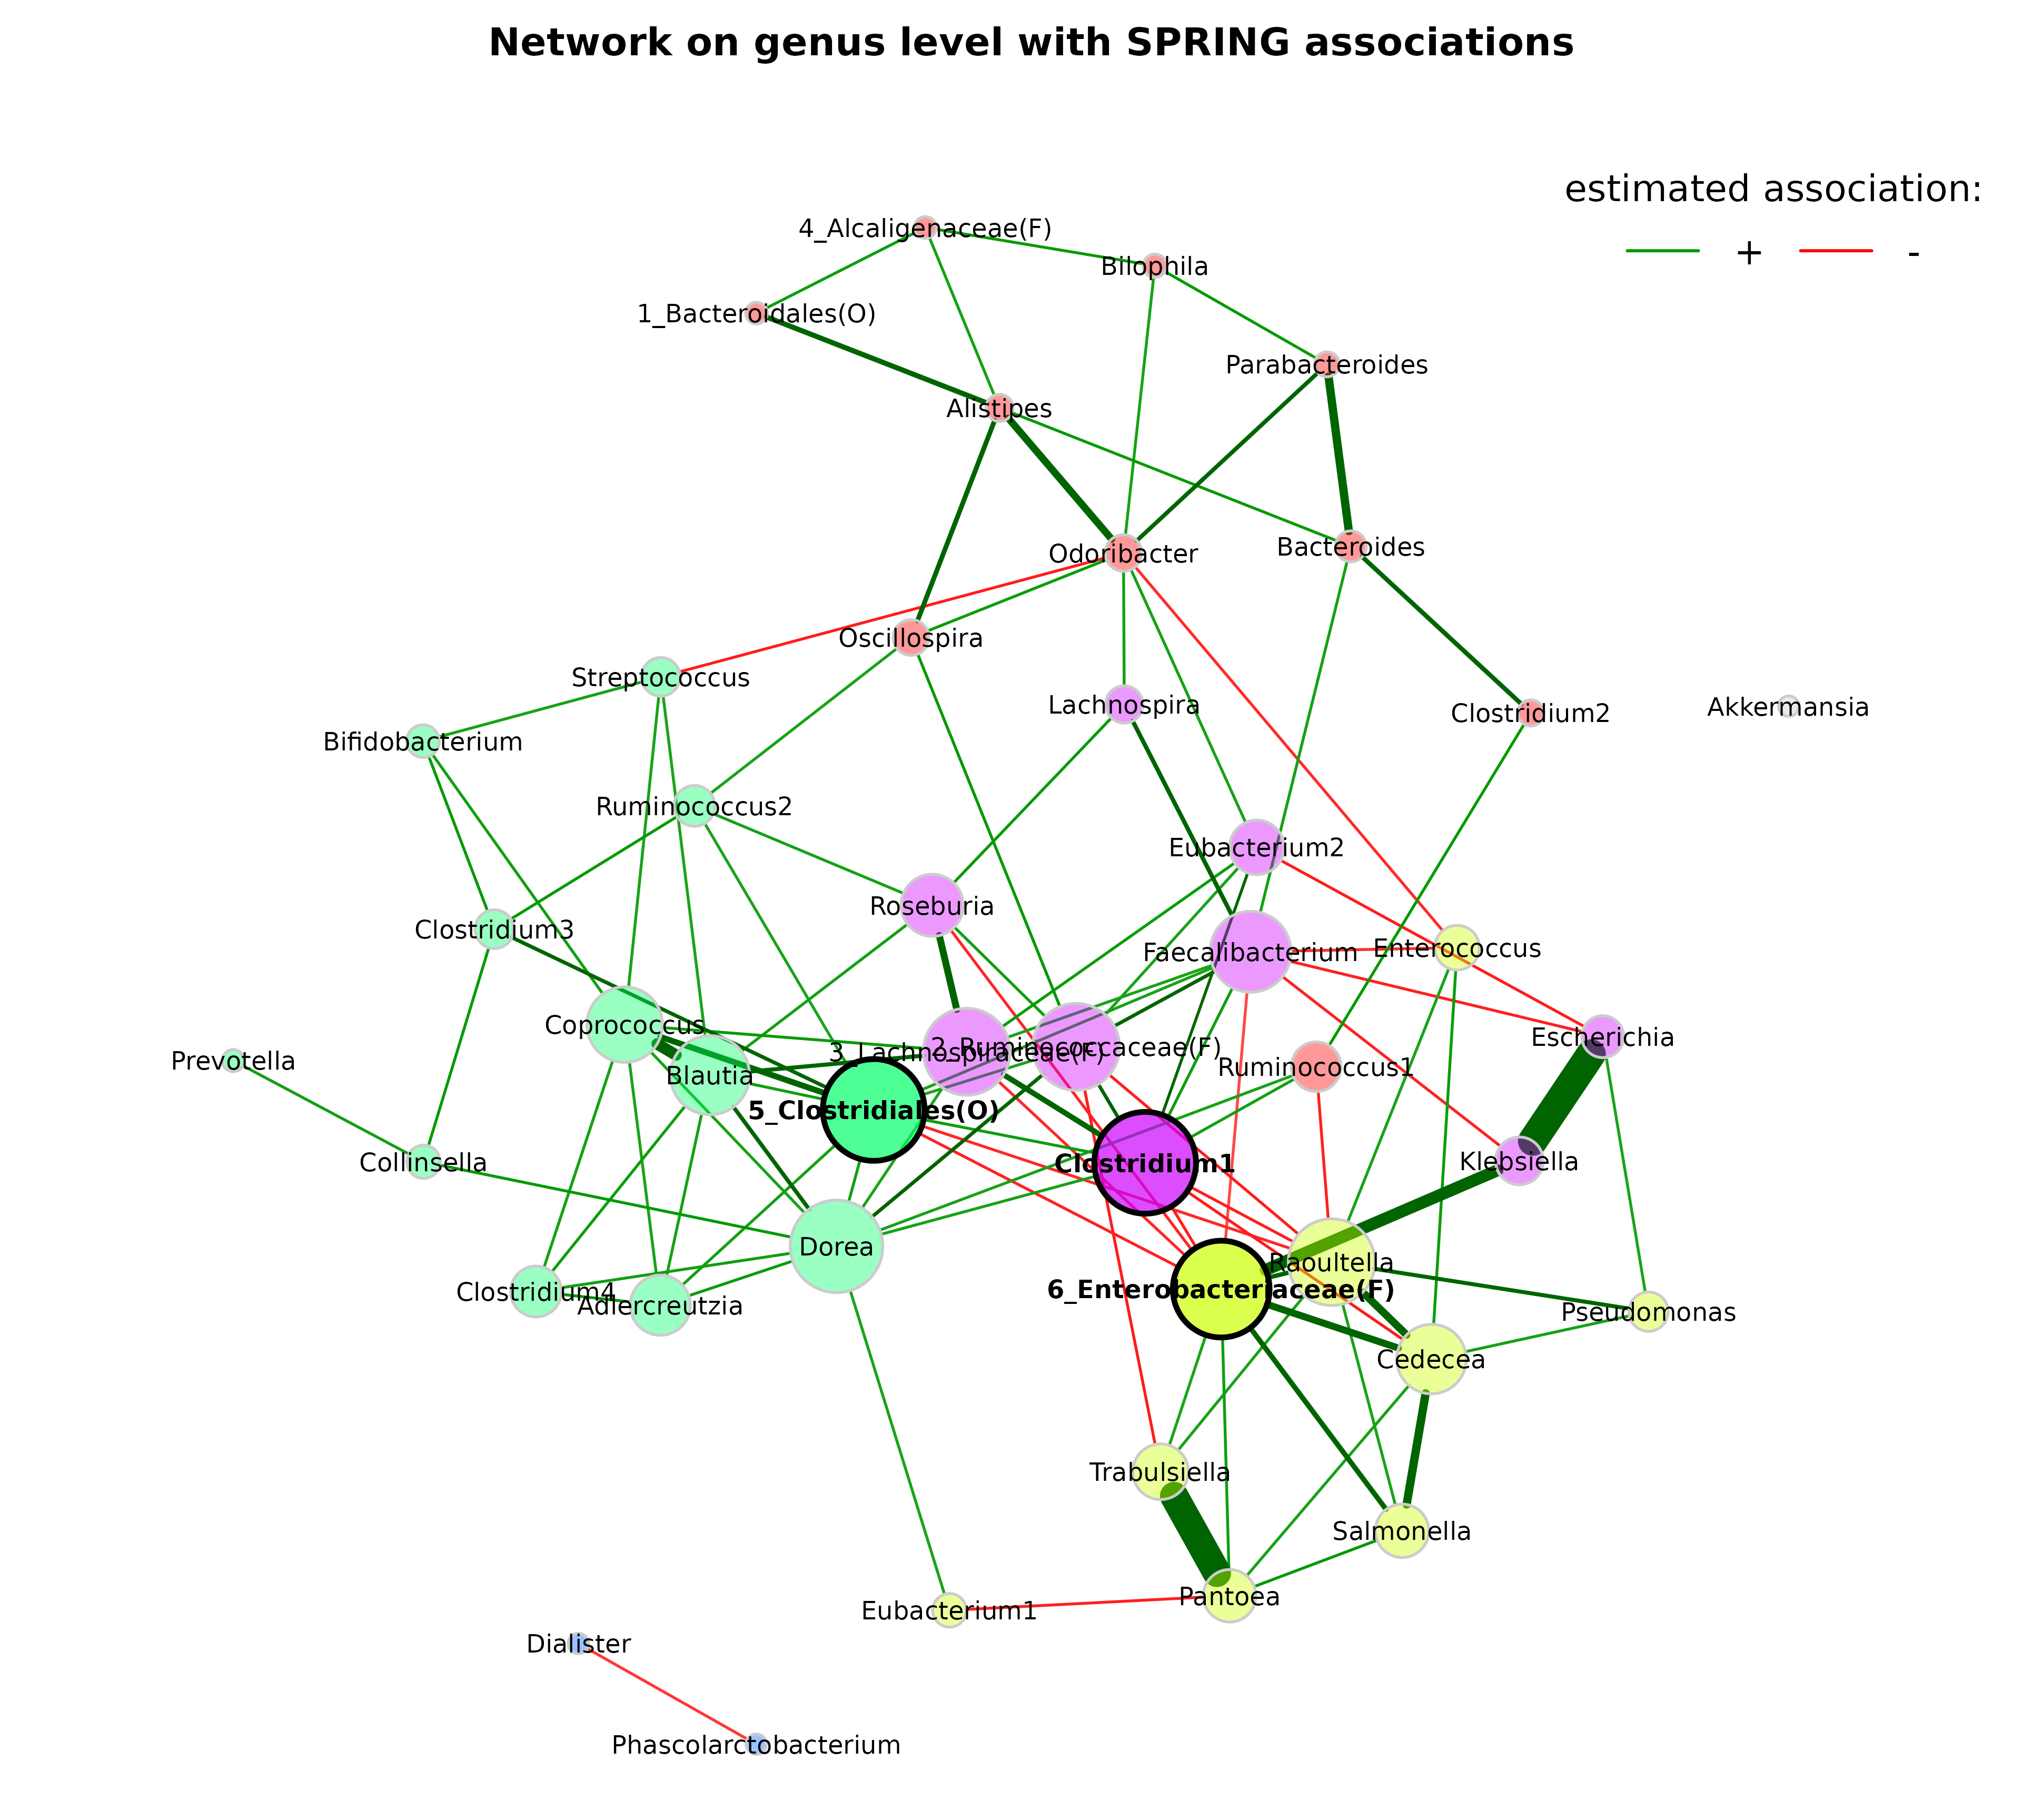 Network on genus level with SPRING associations
estimated association:
+ -
4_Alcaligenaceae(F)
Bilophila
1_Bacteroidales(O)
Parabacteroides
Alistipes
Odoribacter
Bacteroides
Oscillospira
Streptococcus
Lachnospira
Clostridium2
Akkermansia
Bifidobacterium
Ruminococcus2
Eubacterium2
Roseburia
Clostridium3
Faecalibacterium
Enterococcus
Coprococcus
Escherichia
3_Lachnospiraceae(F)
2_Ruminococcaceae(F)
Prevotella
Ruminococcus1
Blautia
5_Clostridiales(O)
Collinsella
Clostridium1
Klebsiella
Dorea
Raoultella
Clostridium4
6_Enterobacteriaceae(F)
Adlercreutzia
Pseudomonas
Cedecea
Trabulsiella
Salmonella
Pantoea
Eubacterium1
Dialister
Phascolarctobacterium